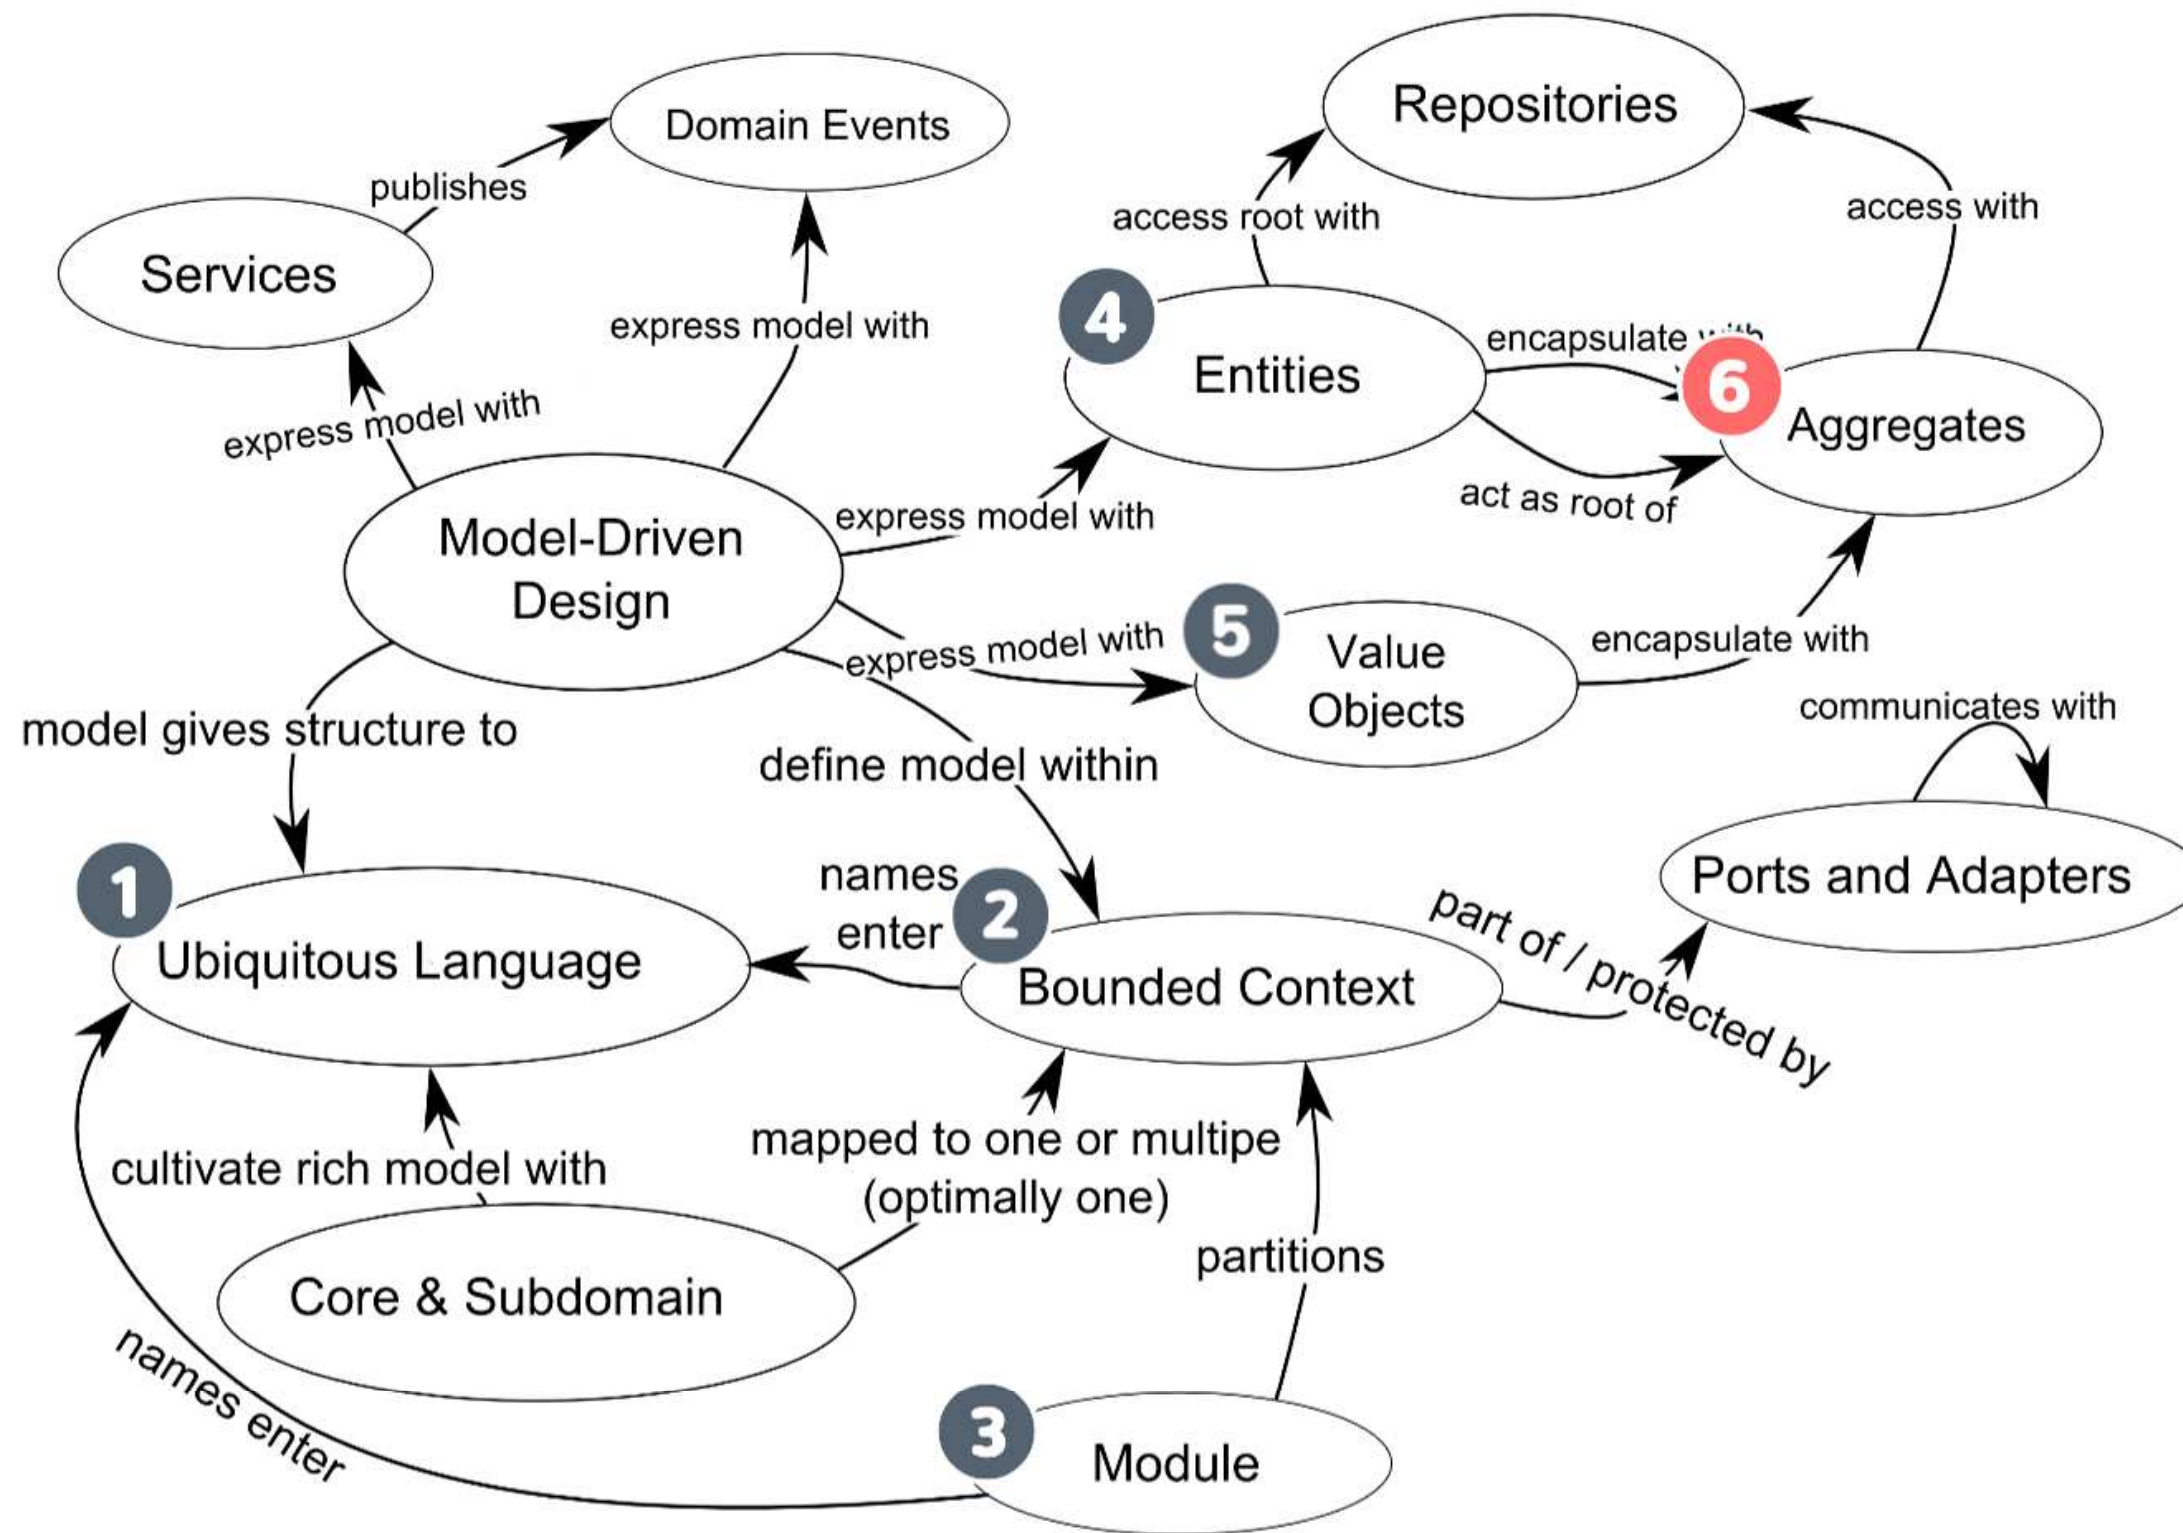 Repositories
Domain Events
publishes
access root with
access with
Services
express model with
4
encapsulate with
Entities
6
Aggregates
express model with
act as root of
express model with
Model-Driven
Design
5
express model with
Value
Objects
encapsulate with
communicates with
model gives structure to
define model within
1
names
enter
2
Ports and Adapters
Ubiquitous Language
Bounded Context
part of / protected by
mapped to one or multipe
(optimally one)
cultivate rich model with
partitions
Core & Subdomain
names enter
3
Module